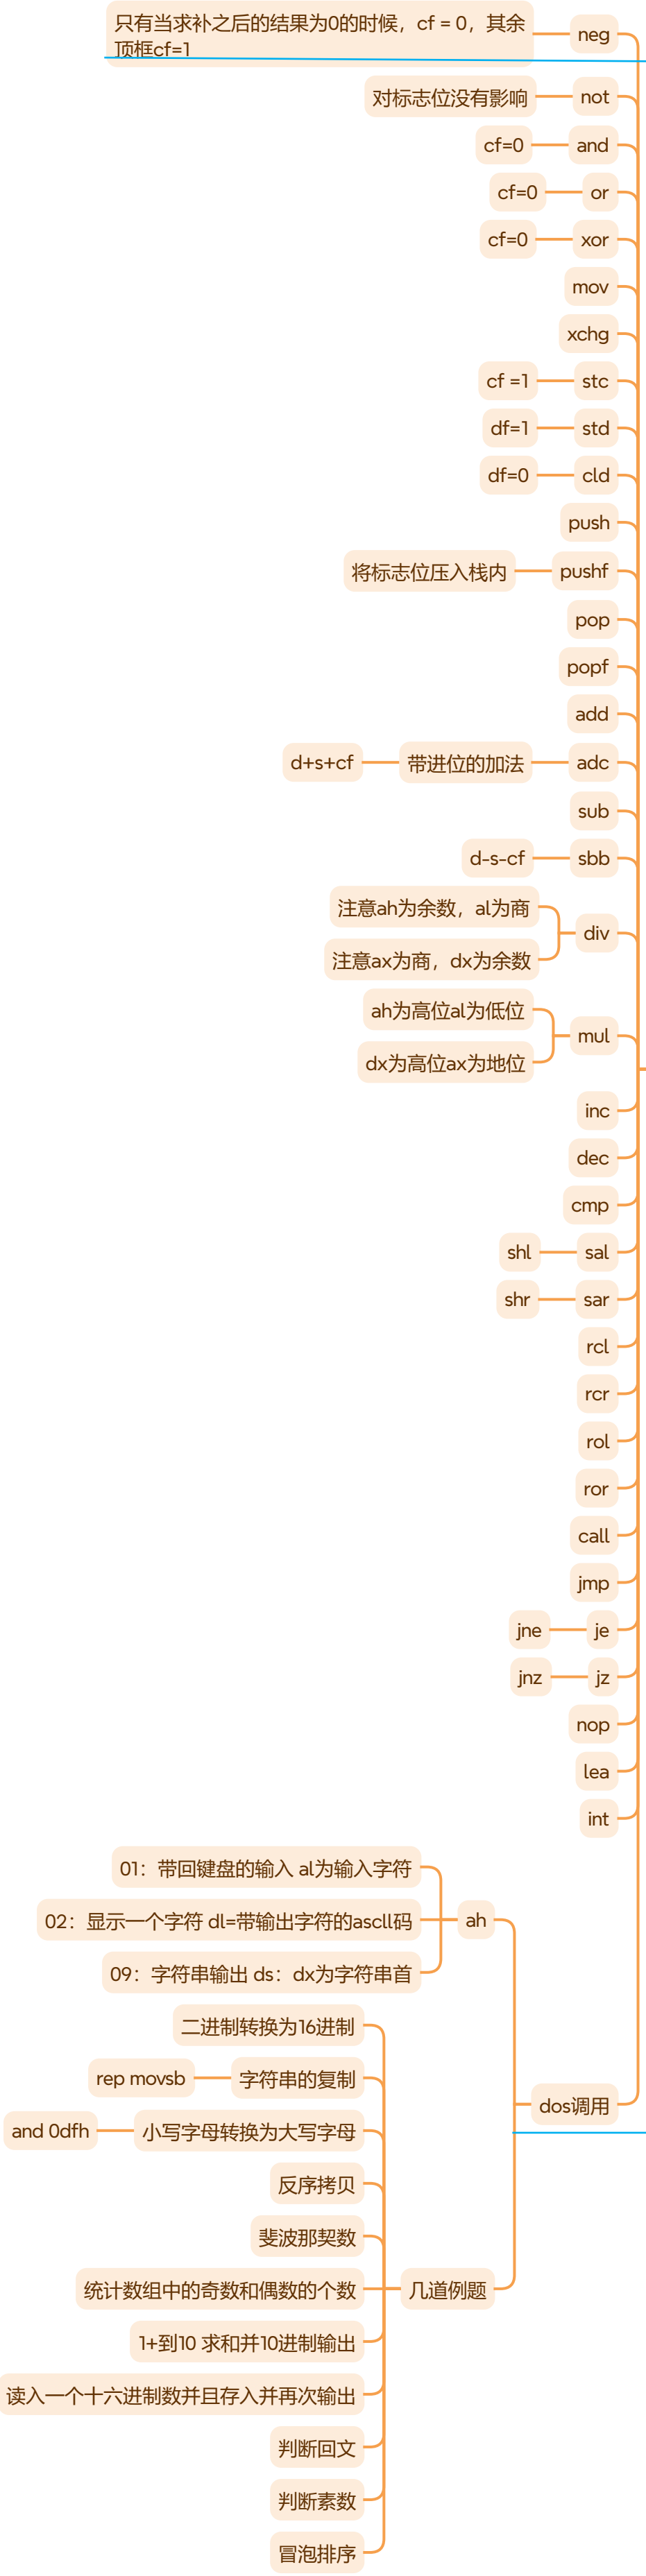 只有当求补之后的结果为0的时候，cf = 0，其余
顶框cf=1
neg
对标志位没有影响
not
cf=0
and
cf=0
or
cf=0
xor
mov
xchg
cf =1
stc
df=1
std
df=0
cld
push
将标志位压入栈内
pushf
pop
popf
add
d+s+cf
带进位的加法
adc
sub
d-s-cf
sbb
注意ah为余数，al为商
div
注意ax为商，dx为余数
ah为高位al为低位
mul
dx为高位ax为地位
inc
dec
cmp
shl
sal
shr
sar
rcl
rcr
rol
ror
call
jmp
jne
je
jnz
jz
nop
lea
int
01：带回键盘的输入 al为输入字符
02：显示一个字符 dl=带输出字符的ascll码
ah
09：字符串输出 ds：dx为字符串首
二进制转换为16进制
rep movsb
字符串的复制
dos调用
and 0dfh
小写字母转换为大写字母
反序拷贝
斐波那契数
统计数组中的奇数和偶数的个数
几道例题
1+到10 求和并10进制输出
读入一个十六进制数并且存入并再次输出
判断回文
判断素数
冒泡排序